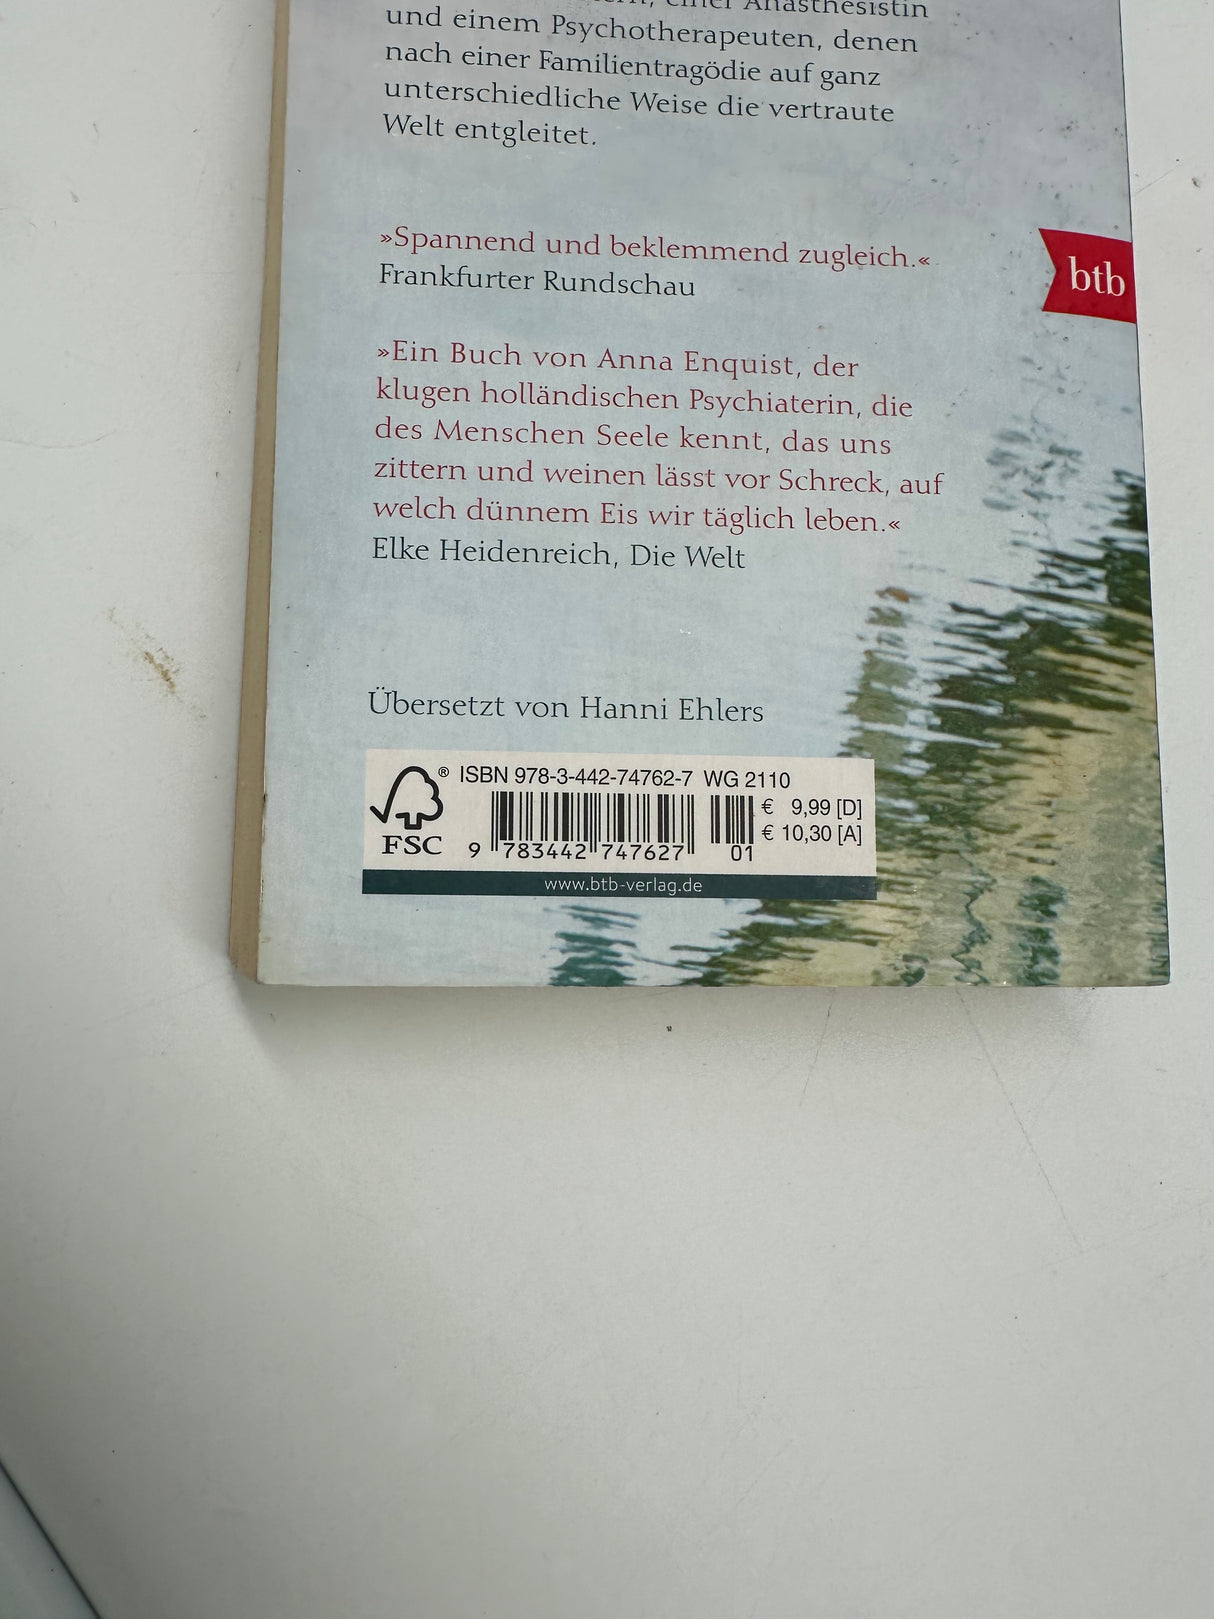 einer Anästhesistin
und einem Psychotherapeuten, denen
nach einer Familientragödie auf ganz
unterschiedliche Weise die vertraute
Welt entgleitet.
»Spannend und beklemmend zugleich.«
Frankfurter Rundschau
btb
»Ein Buch von Anna Enquist, der
klugen holländischen Psychiaterin, die
des Menschen Seele kennt, das uns
zittern und weinen lässt vor Schreck, auf
welch dünnem Eis wir täglich leben.«
Elke Heidenreich, Die Welt
Übersetzt von Hanni Ehlers
® ISBN 978-3-442-74762-7 WG 2110
€ 9,99 [D]
€ 10,30 [A]
FSC
9 783442 747627 01
www.btb-verlag.de